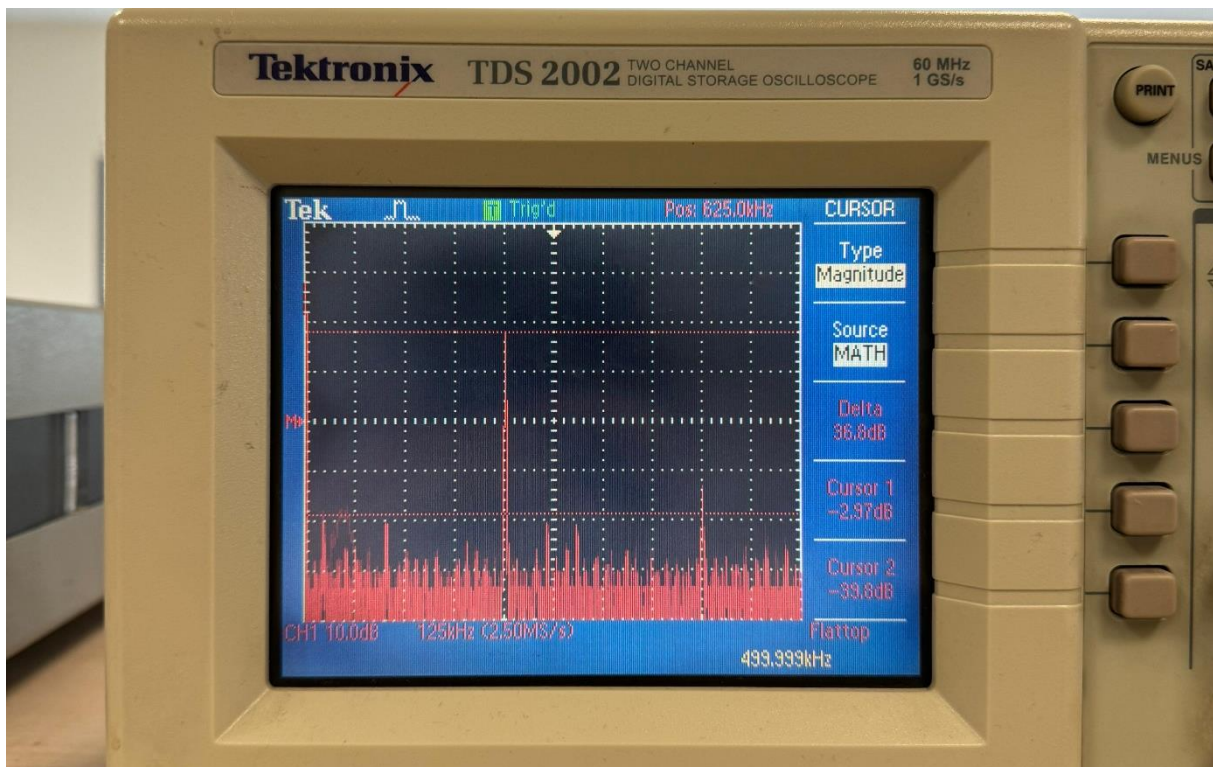 Tektronix TDS 2002 TWO CHANNEL DIGITAL STORAGE OSCILLOSCOPE 60 MHz 1 GS/s
PRINT
MENUS
Tek T Trig'd Pos: 625.0kHz CURSOR
Type
Magnitude
Source
MATH
Delta
36.8dB
M
Cursor 1
-2.97dB
Cursor 2
-39.8dB
CH1 10.0dB 125kHz (2.50MS/s) Flattop
499.999kHz